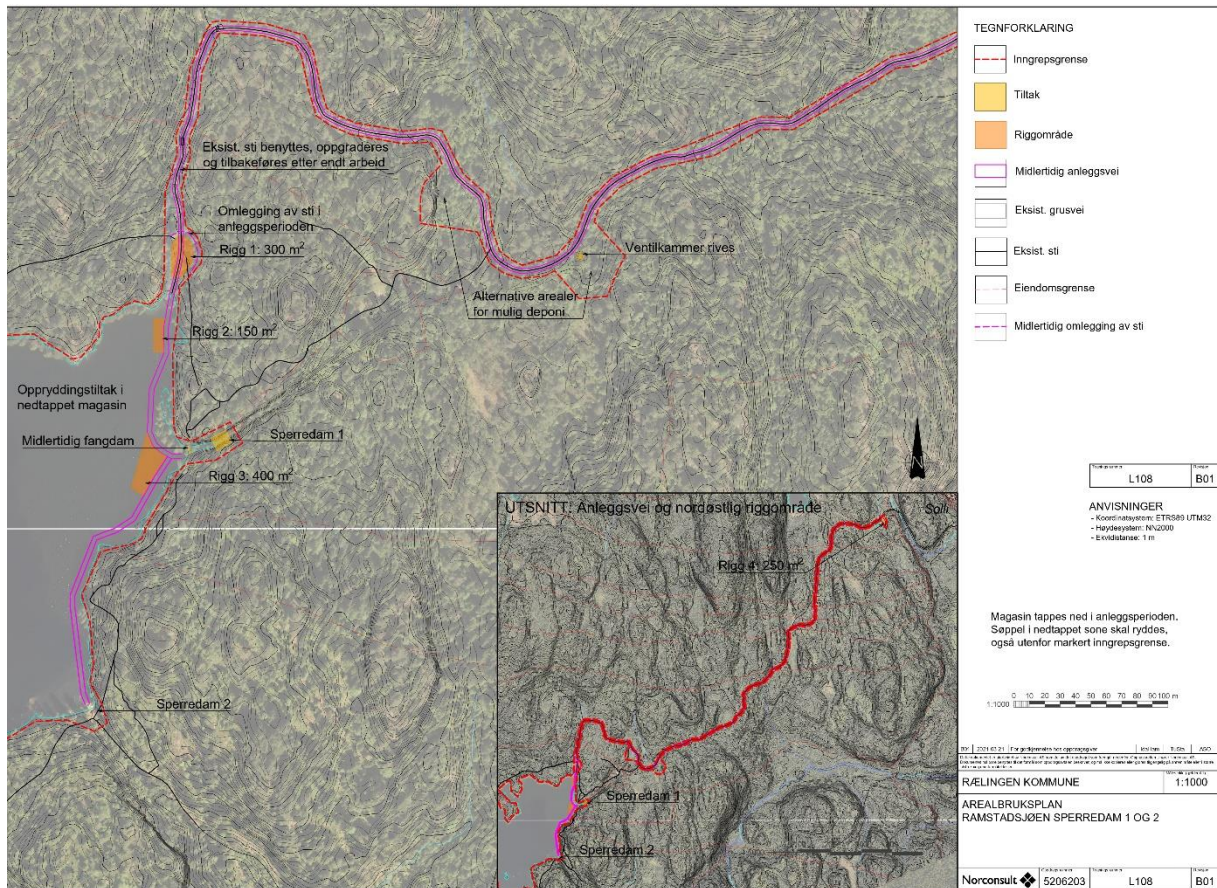 Eksist. sti benyttes, oppgraderes
og tilbakeføres etter endt arbeid
Omlegging av sti i
anleggsperioden
Rigg 1: 300 m²
Ventilkammer rives
Alternative arealer
for mulig deponi
Rigg 2: 150 m²
Oppryddingstiltak i
nedtappet magasin
Midlertidig fangdam
Sperredam 1
Rigg 3: 400 m²
Sperredam 2
UTSNITT: Anleggsvei og nordøstlig riggområde
Solli
Rigg 4: 250 m²
Sperredam 1
Sperredam 2
TEGNFORKLARING
Inngrepsgrense
Tiltak
Riggområde
Midlertidig anleggsvei
Eksist. grusvei
Eksist. sti
Eiendomsgrense
Midlertidig omlegging av sti
L108
B01
ANVISNINGER
- Koordinatsystem: ETRS89 UTM32
- Høydesystem: NN2000
- Ekvidistanse: 1 m
Magasin tappes ned i anleggsperioden.
Søppel i nedtappet sone skal ryddes,
også utenfor markert inngrepsgrense.
1:1000
0 10 20 30 40 50 60 70 80 90 100 m
RÆLINGEN KOMMUNE
1:1000
AREALBRUKSPLAN
RAMSTADSJØEN SPERREDAM 1 OG 2
Norconsult
5206203
L108
B01